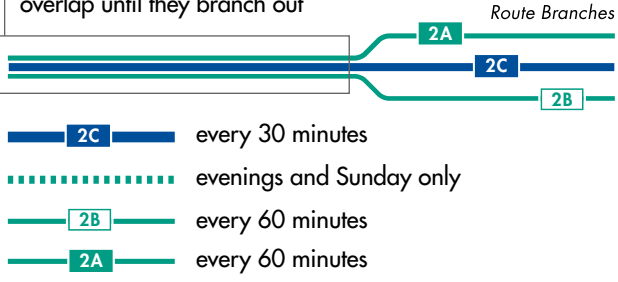 overlap until they branch out
Route Branches
2A
2C
2B
2C every 30 minutes
evenings and Sunday only
2B every 60 minutes
2A every 60 minutes